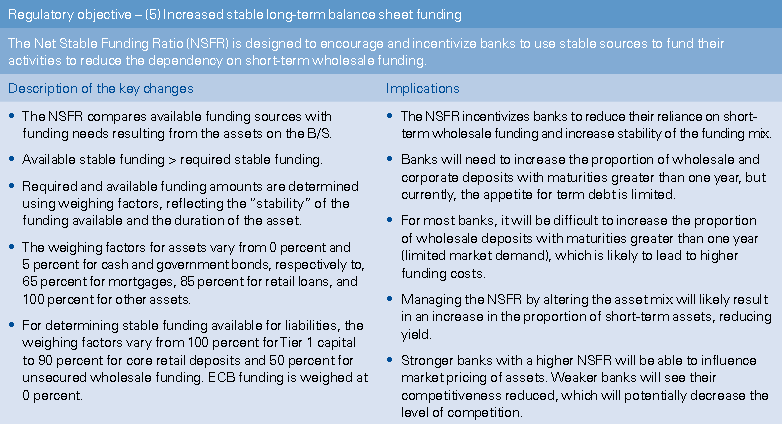 Regulatory objective – (5) Increased stable long-term balance sheet funding
The Net Stable Funding Ratio (NSFR) is designed to encourage and incentivize banks to use stable sources to fund their
activities to reduce the dependency on short-term wholesale funding.
Description of the key changes
• The NSFR compares available funding sources with
funding needs resulting from the assets on the B/S.
• Available stable funding > required stable funding.
• Required and available funding amounts are determined
using weighing factors, reflecting the “stability” of the
funding available and the duration of the asset.
• The weighing factors for assets vary from 0 percent and
5 percent for cash and government bonds, respectively to,
65 percent for mortgages, 85 percent for retail loans, and
100 percent for other assets.
• For determining stable funding available for liabilities, the
weighing factors vary from 100 percent for Tier 1 capital
to 90 percent for core retail deposits and 50 percent for
unsecured wholesale funding. ECB funding is weighed at
0 percent.
Implications
• The NSFR incentivizes banks to reduce their reliance on short-
term wholesale funding and increase stability of the funding mix.
• Banks will need to increase the proportion of wholesale and
corporate deposits with maturities greater than one year, but
currently, the appetite for term debt is limited.
• For most banks, it will be difficult to increase the proportion
of wholesale deposits with maturities greater than one year
(limited market demand), which is likely to lead to higher
funding costs.
• Managing the NSFR by altering the asset mix will likely result
in an increase in the proportion of short-term assets, reducing
yield.
• Stronger banks with a higher NSFR will be able to influence
market pricing of assets. Weaker banks will see their
competitiveness reduced, which will potentially decrease the
level of competition.